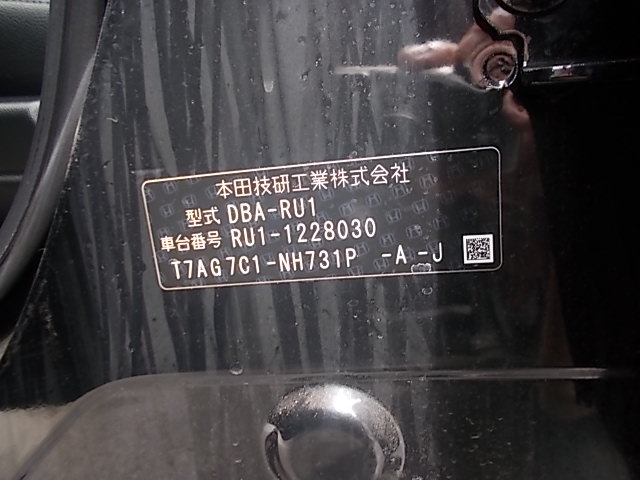 本田技研工業株式会社
型式 DBA-RU1
車台番号 RU1-1228030
T7AG7C1-NH731P -A-J